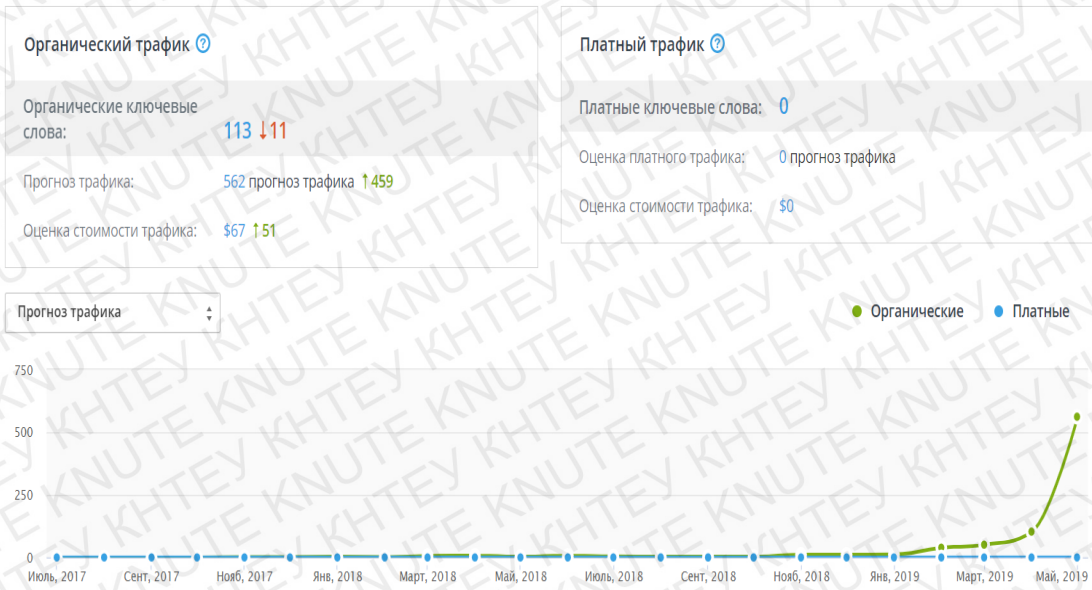 Органический трафик ?
Органические ключевые
слова: 113 ↓11
Прогноз трафика: 562 прогноз трафика ↑459
Оценка стоимости трафика: $67 ↑51
Платный трафик ?
Платные ключевые слова: 0
Оценка платного трафика: 0 прогноз трафика
Оценка стоимости трафика: $0
Прогноз трафика
Органические Платные
750
500
250
0
Июль, 2017 Сент, 2017 Нояб, 2017 Янв, 2018 Март, 2018 Май, 2018 Июль, 2018 Сент, 2018 Нояб, 2018 Янв, 2019 Март, 2019 Май, 2019
КНТЕУ KNUTE